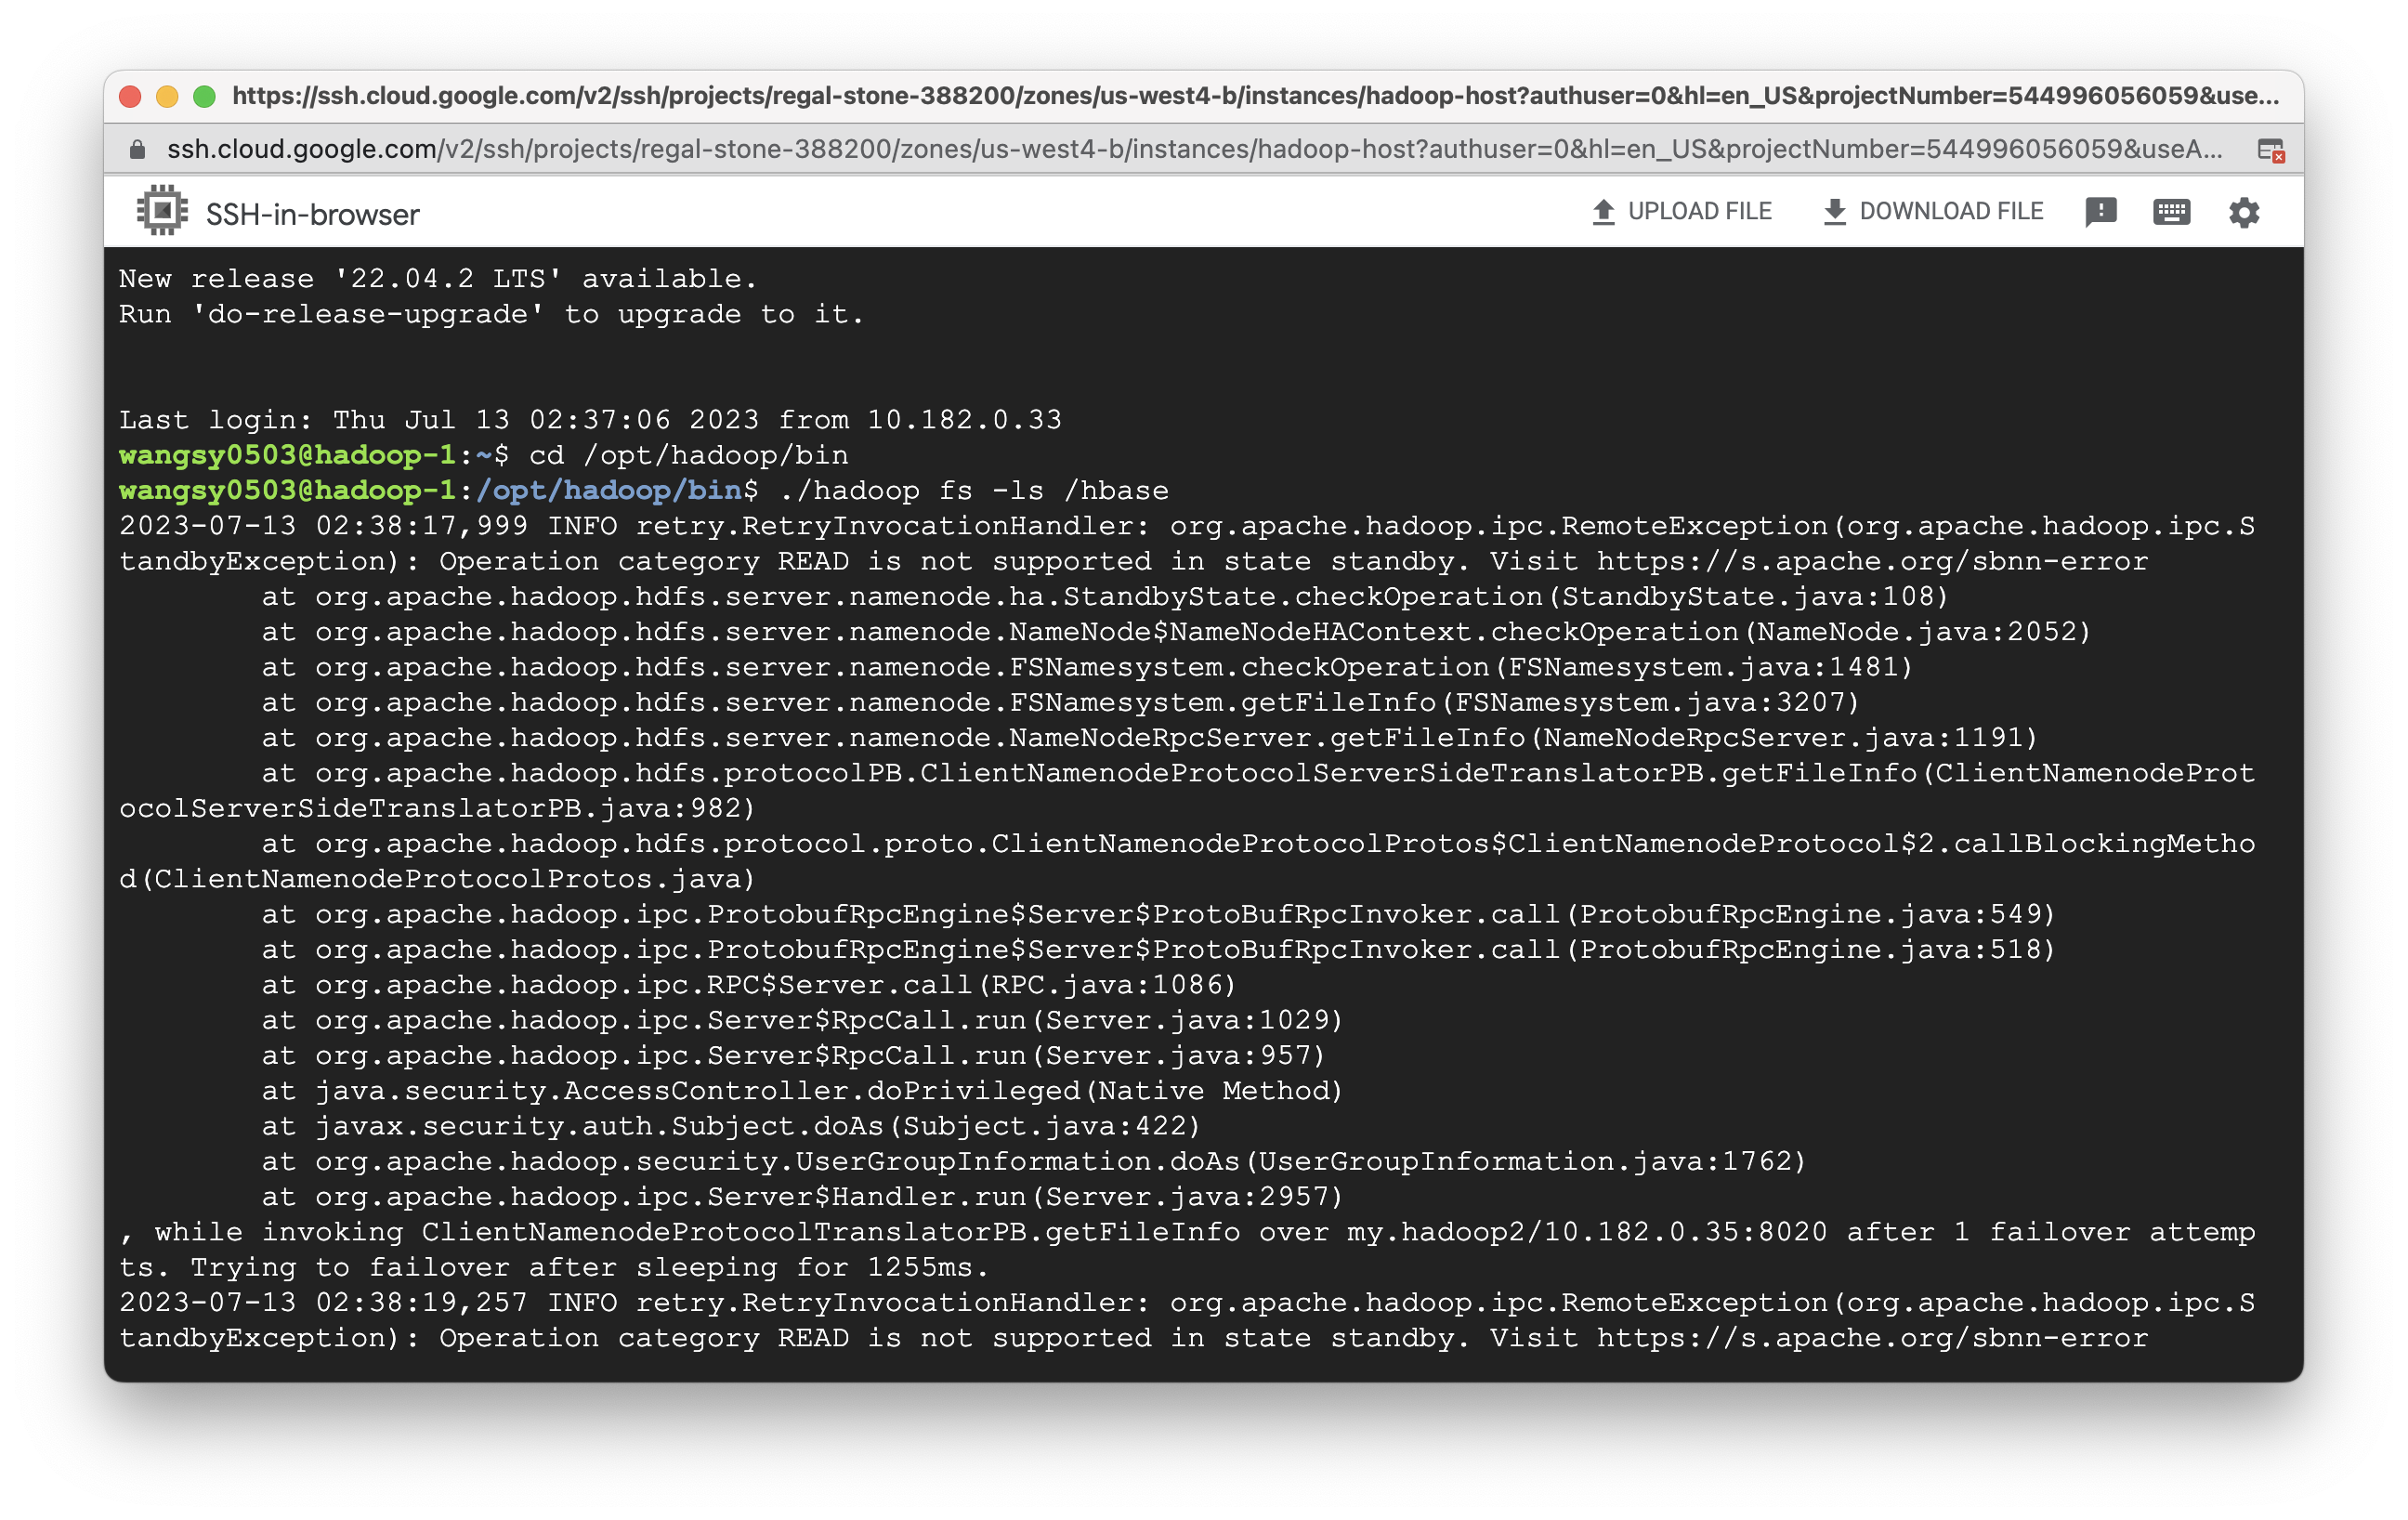 https://ssh.cloud.google.com/v2/ssh/projects/regal-stone-388200/zones/us-west4-b/instances/hadoop-host?authuser=0&hl=en_US&projectNumber=544996056059&use...
ssh.cloud.google.com/v2/ssh/projects/regal-stone-388200/zones/us-west4-b/instances/hadoop-host?authuser=0&hl=en_US&projectNumber=544996056059&useA...
SSH-in-browser UPLOAD FILE DOWNLOAD FILE
New release '22.04.2 LTS' available.
Run 'do-release-upgrade' to upgrade to it.
Last login: Thu Jul 13 02:37:06 2023 from 10.182.0.33
wangsy0503@hadoop-1:~$ cd /opt/hadoop/bin
wangsy0503@hadoop-1:/opt/hadoop/bin$ ./hadoop fs -ls /hbase
2023-07-13 02:38:17,999 INFO retry.RetryInvocationHandler: org.apache.hadoop.ipc.RemoteException(org.apache.hadoop.ipc.S
tandbyException): Operation category READ is not supported in state standby. Visit https://s.apache.org/sbnn-error
at org.apache.hadoop.hdfs.server.namenode.ha.StandbyState.checkOperation(StandbyState.java:108)
at org.apache.hadoop.hdfs.server.namenode.NameNode$NameNodeHAContext.checkOperation(NameNode.java:2052)
at org.apache.hadoop.hdfs.server.namenode.FSNamesystem.checkOperation(FSNamesystem.java:1481)
at org.apache.hadoop.hdfs.server.namenode.FSNamesystem.getFileInfo(FSNamesystem.java:3207)
at org.apache.hadoop.hdfs.server.namenode.NameNodeRpcServer.getFileInfo(NameNodeRpcServer.java:1191)
at org.apache.hadoop.hdfs.protocolPB.ClientNamenodeProtocolServerSideTranslatorPB.getFileInfo(ClientNamenodeProt
ocolServerSideTranslatorPB.java:982)
at org.apache.hadoop.hdfs.protocol.proto.ClientNamenodeProtocolProtos$ClientNamenodeProtocol$2.callBlockingMetho
d(ClientNamenodeProtocolProtos.java)
at org.apache.hadoop.ipc.ProtobufRpcEngine$Server$ProtoBufRpcInvoker.call(ProtobufRpcEngine.java:549)
at org.apache.hadoop.ipc.ProtobufRpcEngine$Server$ProtoBufRpcInvoker.call(ProtobufRpcEngine.java:518)
at org.apache.hadoop.ipc.RPC$Server.call(RPC.java:1086)
at org.apache.hadoop.ipc.Server$RpcCall.run(Server.java:1029)
at org.apache.hadoop.ipc.Server$RpcCall.run(Server.java:957)
at java.security.AccessController.doPrivileged(Native Method)
at javax.security.auth.Subject.doAs(Subject.java:422)
at org.apache.hadoop.security.UserGroupInformation.doAs(UserGroupInformation.java:1762)
at org.apache.hadoop.ipc.Server$Handler.run(Server.java:2957)
, while invoking ClientNamenodeProtocolTranslatorPB.getFileInfo over my.hadoop2/10.182.0.35:8020 after 1 failover attemp
ts. Trying to failover after sleeping for 1255ms.
2023-07-13 02:38:19,257 INFO retry.RetryInvocationHandler: org.apache.hadoop.ipc.RemoteException(org.apache.hadoop.ipc.S
tandbyException): Operation category READ is not supported in state standby. Visit https://s.apache.org/sbnn-error